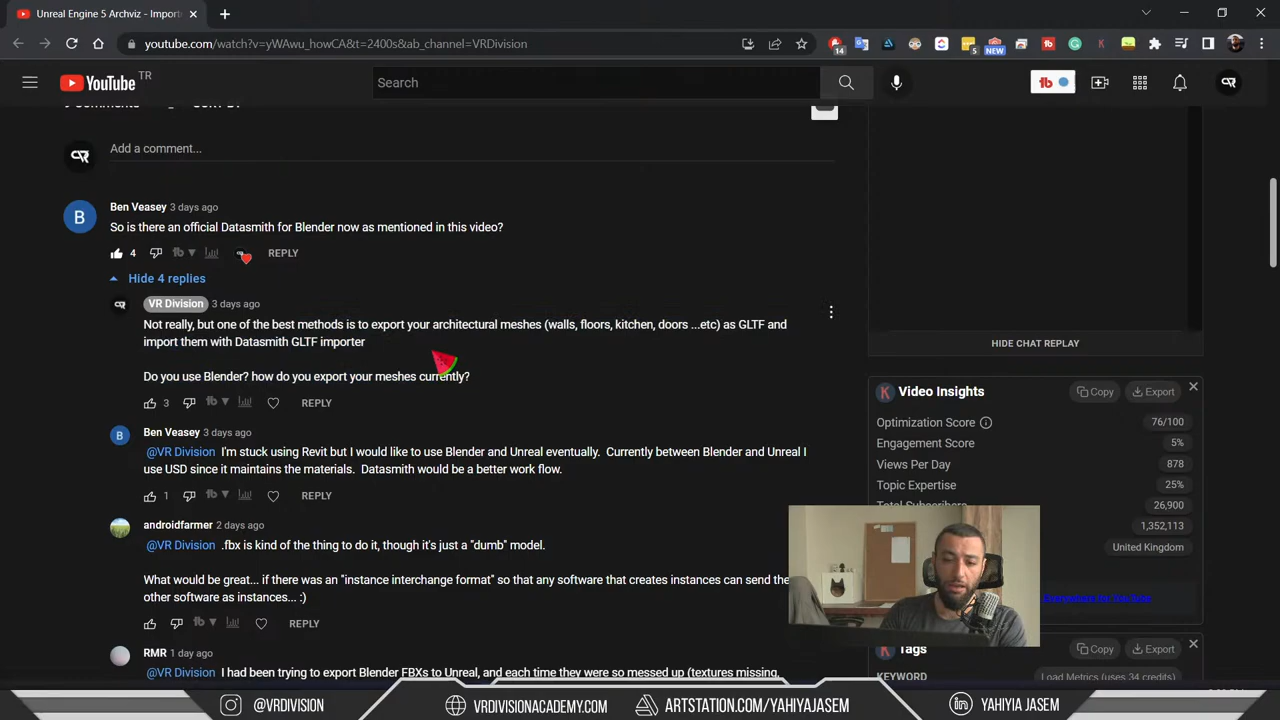 Unreal Engine 5 Archviz - Importe
youtube.com/watch?v=yWAwu_howCA&t=2400s&ab_channel=VRDivision
14
5
NEW
YouTube TR
Search
Add a comment...
Ben Veasey 3 days ago
So is there an official Datasmith for Blender now as mentioned in this video?
4 REPLY
Hide 4 replies
VR Division 3 days ago
Not really, but one of the best methods is to export your architectural meshes (walls, floors, kitchen, doors ...etc) as GLTF and
import them with Datasmith GLTF importer
Do you use Blender? how do you export your meshes currently?
3 REPLY
Ben Veasey 3 days ago
@VR Division I'm stuck using Revit but I would like to use Blender and Unreal eventually. Currently between Blender and Unreal I
use USD since it maintains the materials. Datasmith would be a better work flow.
1 REPLY
androidfarmer 2 days ago
@VR Division .fbx is kind of the thing to do it, though it's just a "dumb" model.
What would be great... if there was an "instance interchange format" so that any software that creates instances can send the
other software as instances... :)
REPLY
RMR 1 day ago
@VR Division I had been trying to export Blender FBXs to Unreal, and each time they were so messed up (textures missing,
HIDE CHAT REPLAY
Video Insights Copy Export
Optimization Score 76/100
Engagement Score 5%
Views Per Day 878
Topic Expertise 25%
Total Subscribers 26,900
1,352,113
United Kingdom
Tags Copy Export
KEYWORD Load Metrics (uses 34 credits)
@VRDIVISION
VRDIVISIONACADEMY.COM
ARTSTATION.COM/YAHIYAJASEM
YAHIYIA JASEM